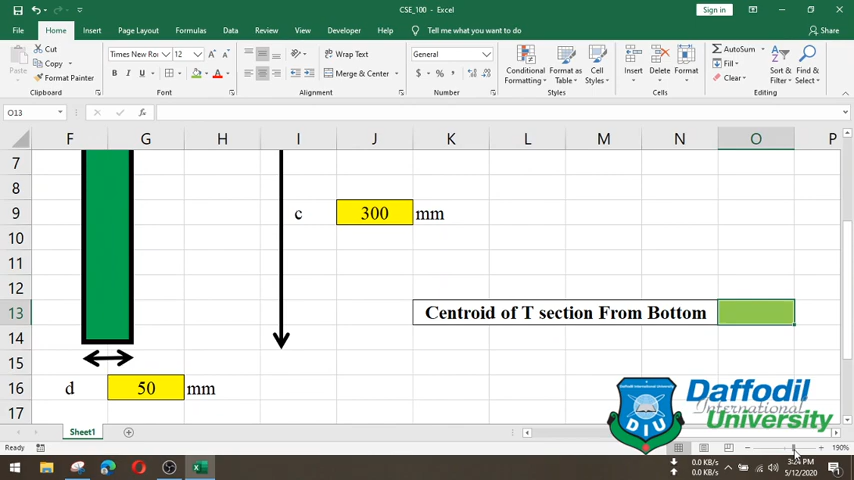 CSE_100 - Excel
Sign in
File Home Insert Page Layout Formulas Data Review View Developer Help Tell me what you want to do Share
Cut
Copy
Format Painter
Paste
Clipboard
Times New Ro 12
B I U
Font
Wrap Text
Merge & Center
Alignment
General
$ % ,
Number
Conditional Formatting
Format as Table
Cell Styles
Styles
Insert Delete Format
Cells
AutoSum
Fill
Clear
Sort & Filter
Find & Select
Editing
O13
fx
F G H I J K L M N O P
7
8
9 c 300 mm
10
11
12
13 Centroid of T section From Bottom
14
15
16 d 50 mm
17
DIU
Daffodil
International
University
Sheet1
Ready
190%
0.0 KB/s
0.0 KB/s
3:24 PM
5/12/2020